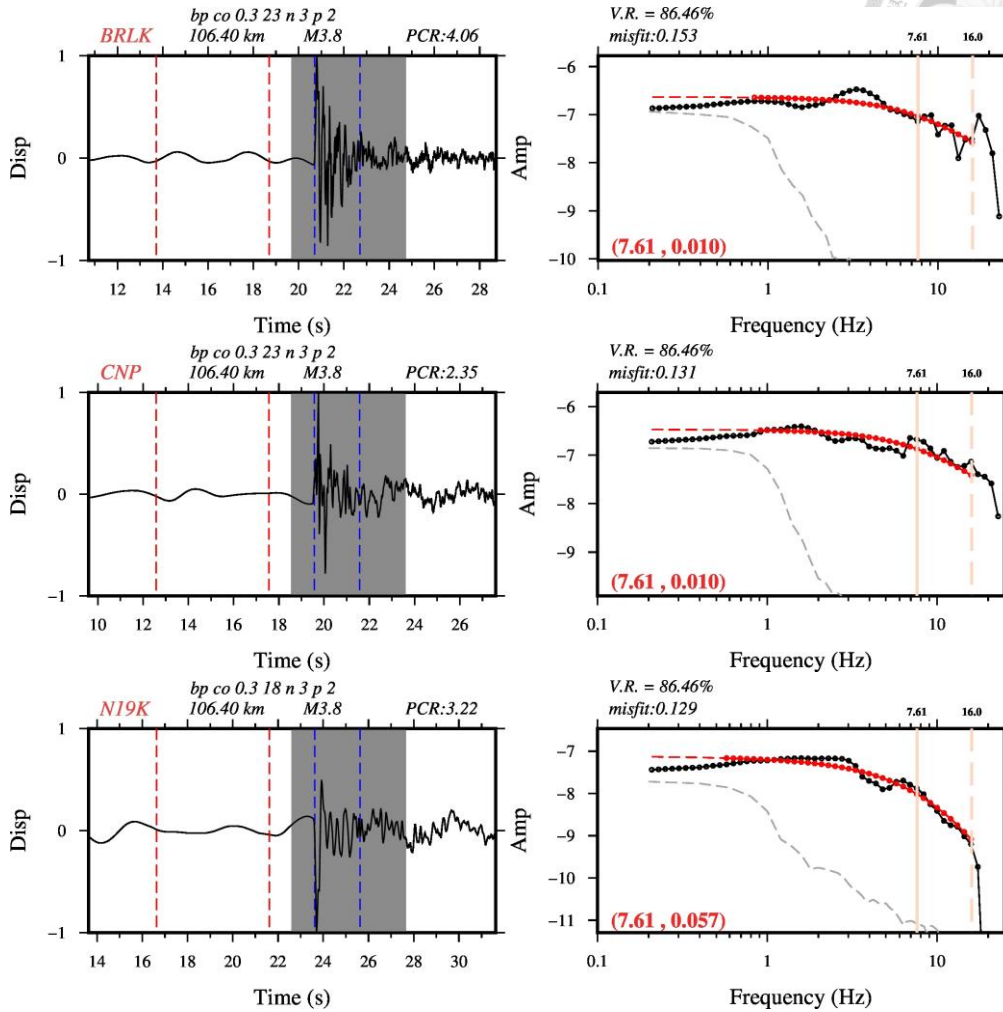 bp co 0.3 23 n 3 p 2
BRLK 106.40 km M3.8 PCR:4.06
1
0
−1
Disp
12 14 16 18 20 22 24 26 28
Time (s)
V.R. = 86.46%
misfit:0.153
7.61 16.0
−6
−7
−8
−9
−10
Amp
(7.61 , 0.010)
0.1 1 10
Frequency (Hz)
bp co 0.3 23 n 3 p 2
CNP 106.40 km M3.8 PCR:2.35
1
0
−1
Disp
10 12 14 16 18 20 22 24 26
Time (s)
V.R. = 86.46%
misfit:0.131
7.61 16.0
−6
−7
−8
−9
Amp
(7.61 , 0.010)
0.1 1 10
Frequency (Hz)
bp co 0.3 18 n 3 p 2
N19K 106.40 km M3.8 PCR:3.22
1
0
−1
Disp
14 16 18 20 22 24 26 28 30
Time (s)
V.R. = 86.46%
misfit:0.129
7.61 16.0
−7
−8
−9
−10
−11
Amp
(7.61 , 0.057)
0.1 1 10
Frequency (Hz)